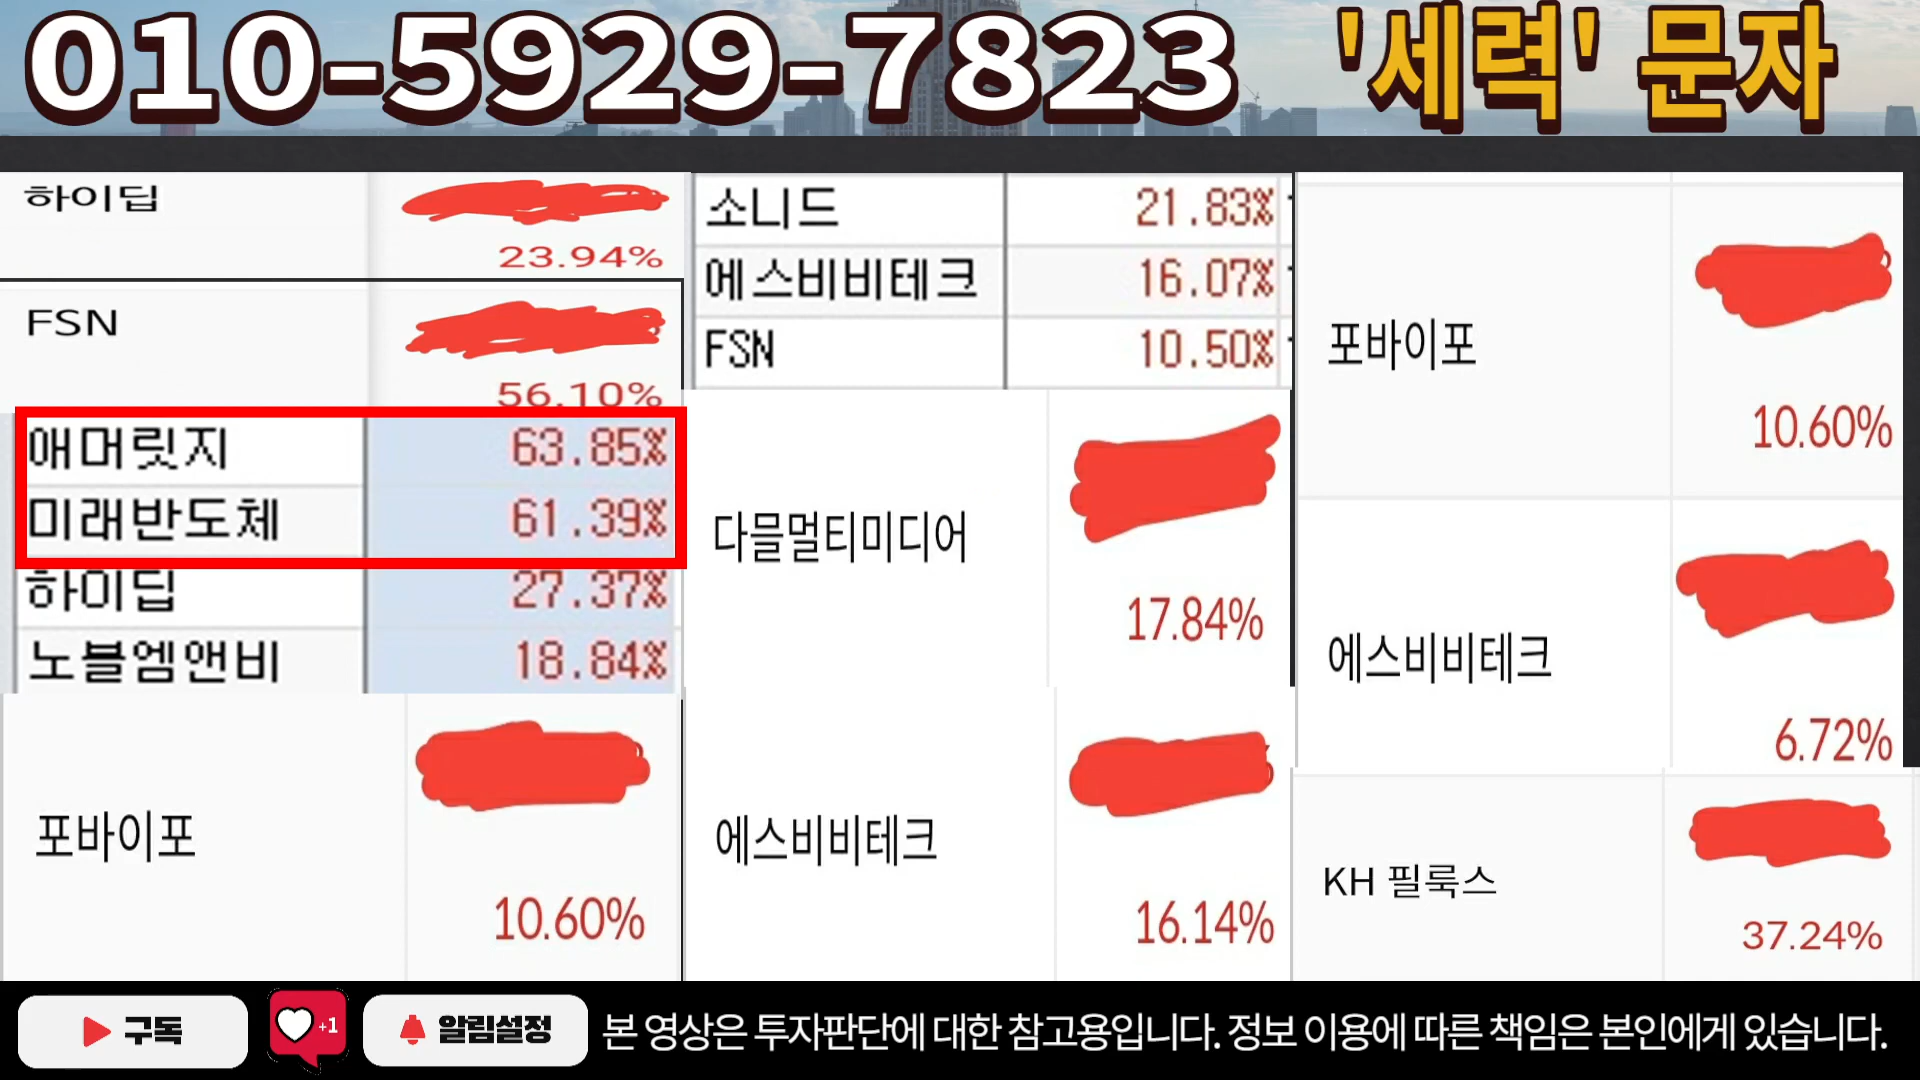 010-5929-7823 '세력' 문자
하이딥
23.94%
FSN
56.10%
애머릿지 63.85%
미래반도체 61.39%
하이딥 27.37%
노블엠앤비 18.84%
포바이포
10.60%
소니드 21.83%
에스비비테크 16.07%
FSN 10.50%
다믈멀티미디어
17.84%
에스비비테크
16.14%
포바이포
10.60%
에스비비테크
6.72%
KH 필룩스
37.24%
구독 +1 알림설정 본 영상은 투자판단에 대한 참고용입니다. 정보 이용에 따른 책임은 본인에게 있습니다.